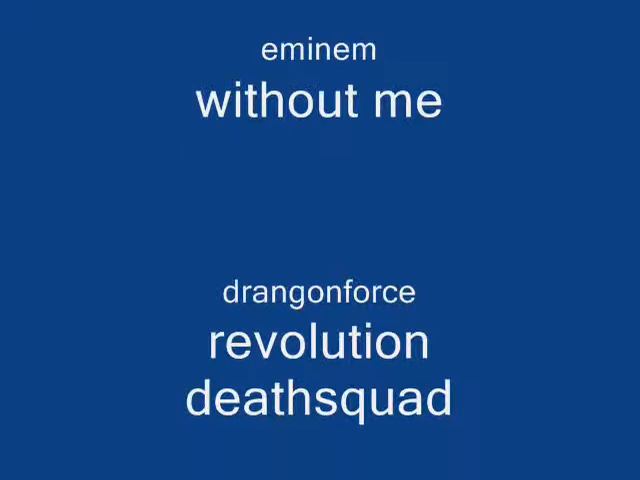 eminem
without me
drangonforce
revolution
deathsquad